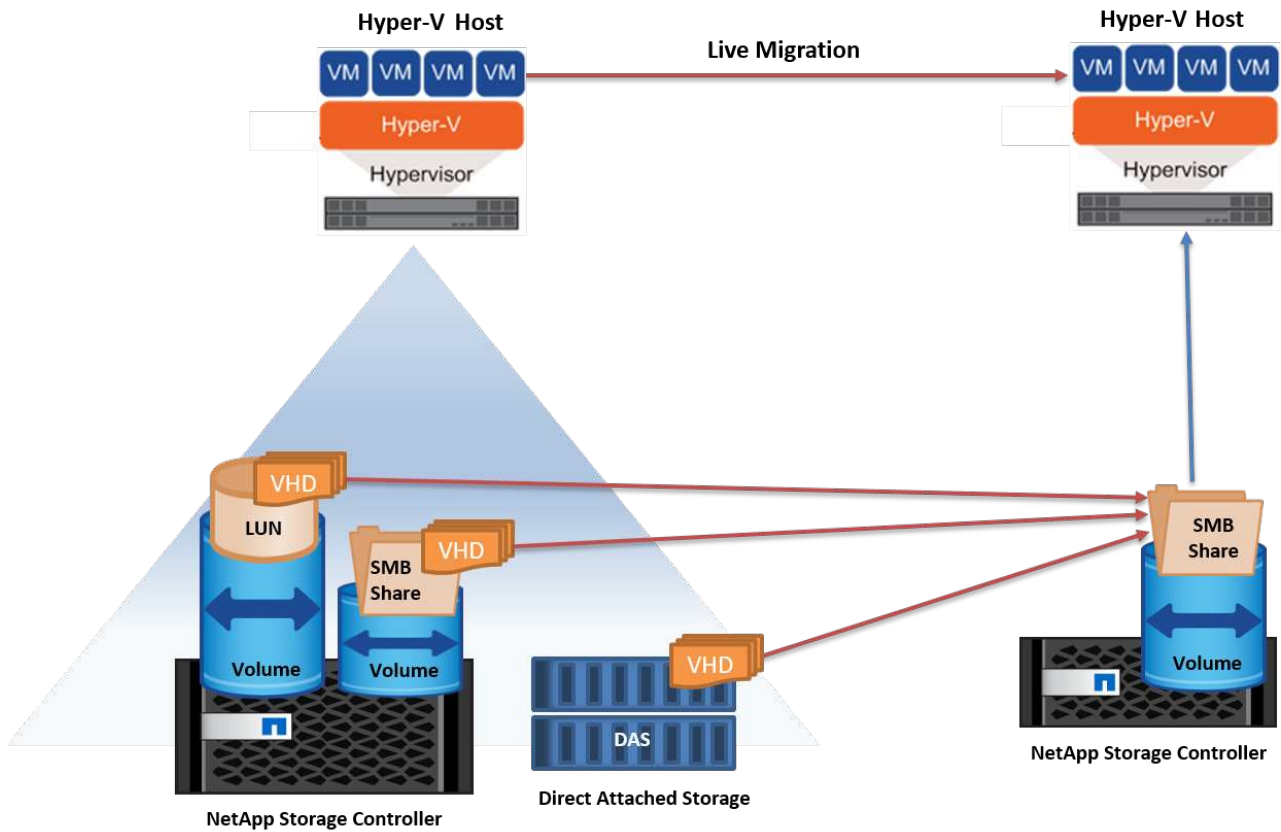 Hyper-V Host
Hyper-V Host
Live Migration
VM VM VM VM
VM VM VM VM
Hyper-V
Hyper-V
Hypervisor
Hypervisor
VHD
LUN
VHD
SMB
Share
SMB
Share
VHD
Volume
Volume
Volume
DAS
NetApp Storage Controller
Direct Attached Storage
NetApp Storage Controller